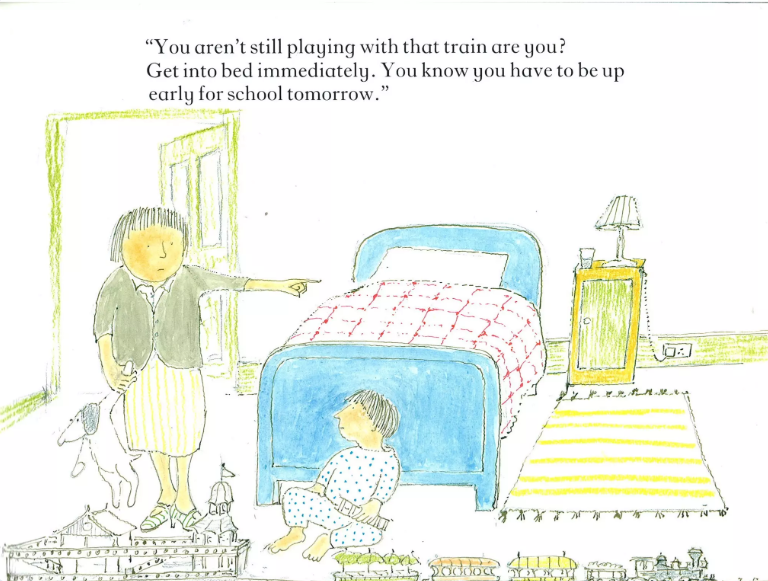 “You aren’t still playing with that train are you?
Get into bed immediately. You know you have to be up
early for school tomorrow.”